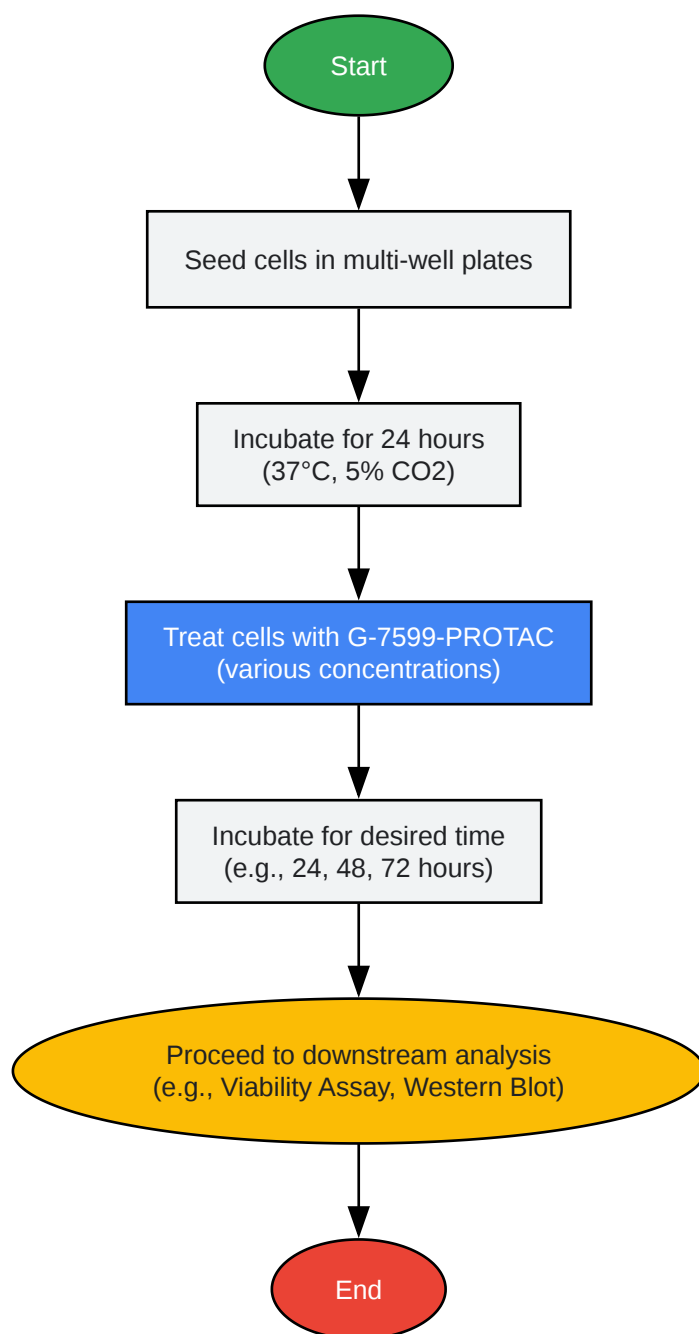 Start
Seed cells in multi-well plates
Incubate for 24 hours
(37°C, 5% CO2)
Treat cells with G-7599-PROTAC
(various concentrations)
Incubate for desired time
(e.g., 24, 48, 72 hours)
Proceed to downstream analysis
(e.g., Viability Assay, Western Blot)
End